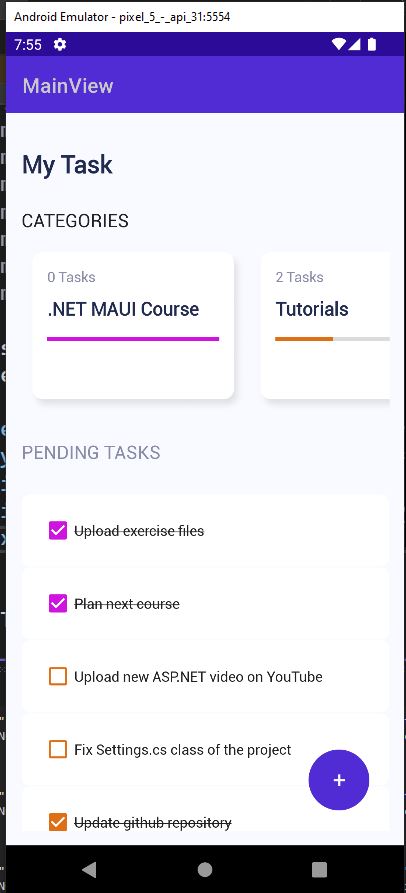 Android Emulator - pixel_5_-_api_31:5554
7:55
MainView
My Task
CATEGORIES
0 Tasks
.NET MAUI Course
2 Tasks
Tutorials
PENDING TASKS
Upload exercise files
Plan next course
Upload new ASP.NET video on YouTube
Fix Settings.cs class of the project
+
Update github repository